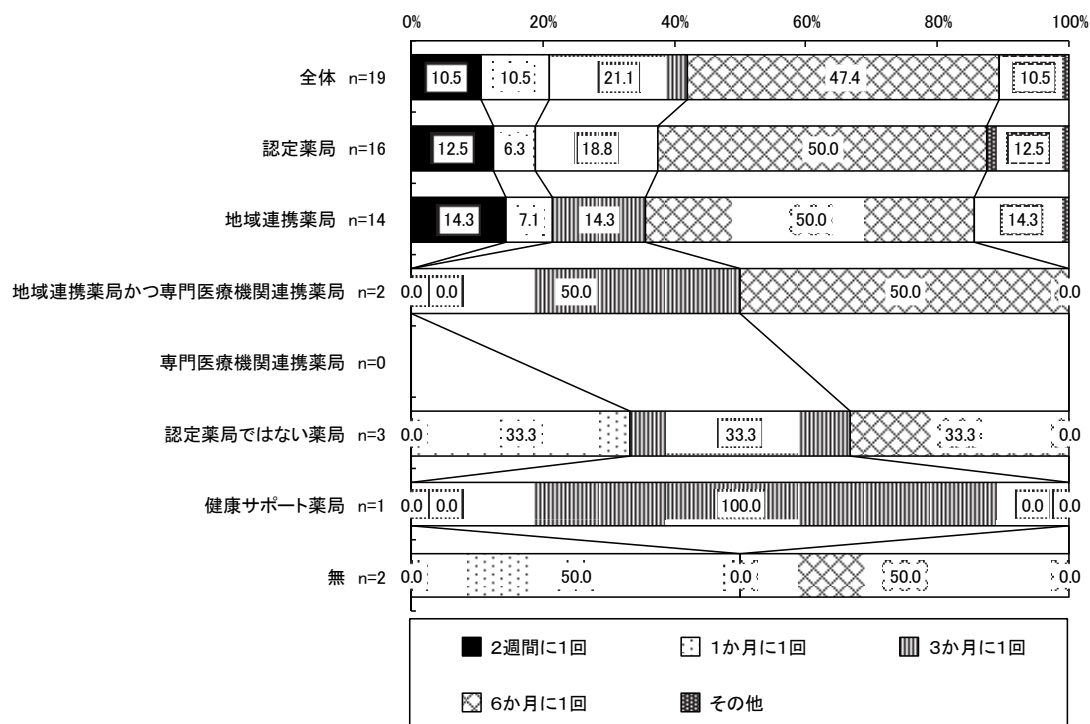 0% 20% 40% 60% 80% 100%
全体 n=19 10.5 10.5 21.1 47.4 10.5
認定薬局 n=16 12.5 6.3 18.8 50.0 12.5
地域連携薬局 n=14 14.3 7.1 14.3 50.0 14.3
地域連携薬局かつ専門医療機関連携薬局 n=2 0.0 0.0 50.0 50.0 0.0
専門医療機関連携薬局 n=0
認定薬局ではない薬局 n=3 0.0 33.3 33.3 33.3 0.0
健康サポート薬局 n=1 0.0 0.0 100.0 0.0 0.0
無 n=2 0.0 50.0 0.0 50.0 0.0
2週間に1回 1か月に1回 3か月に1回
6か月に1回 その他